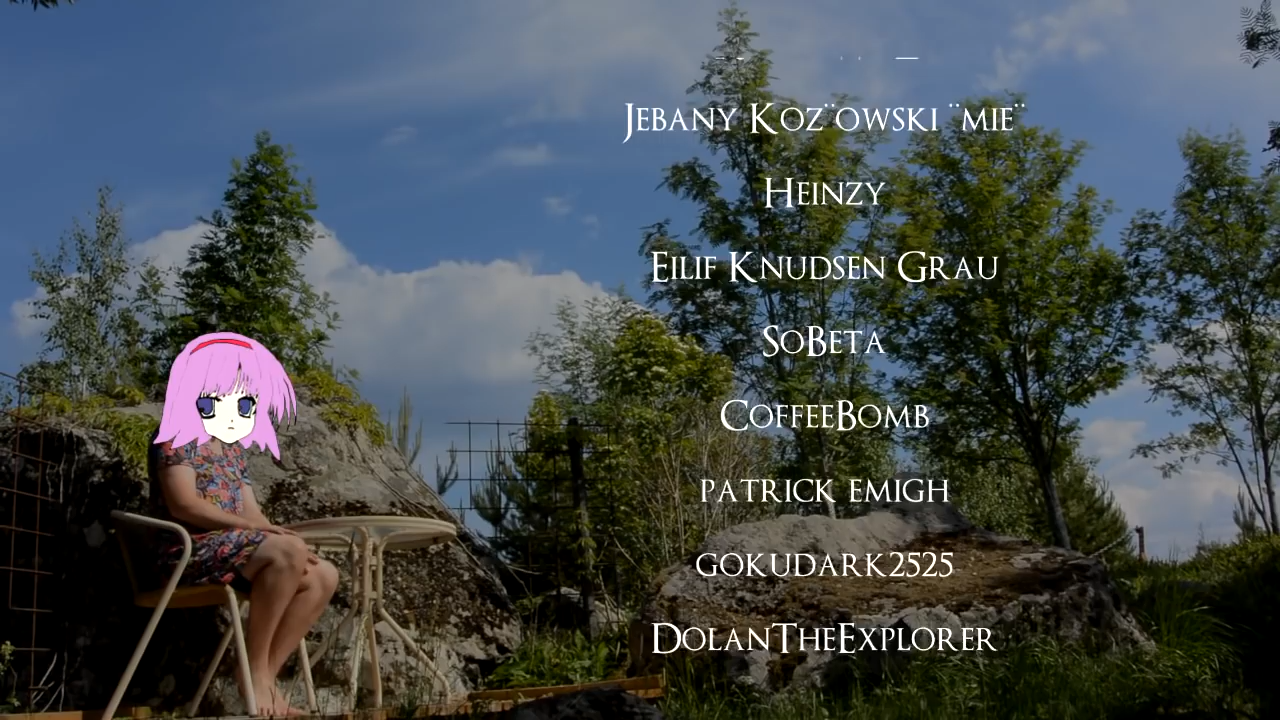 Jebany Koz¨owski ¨mie¨
Heinzy
Eilif Knudsen Grau
SoBeta
CoffeeBomb
patrick emigh
gokudark2525
DolanTheExplorer